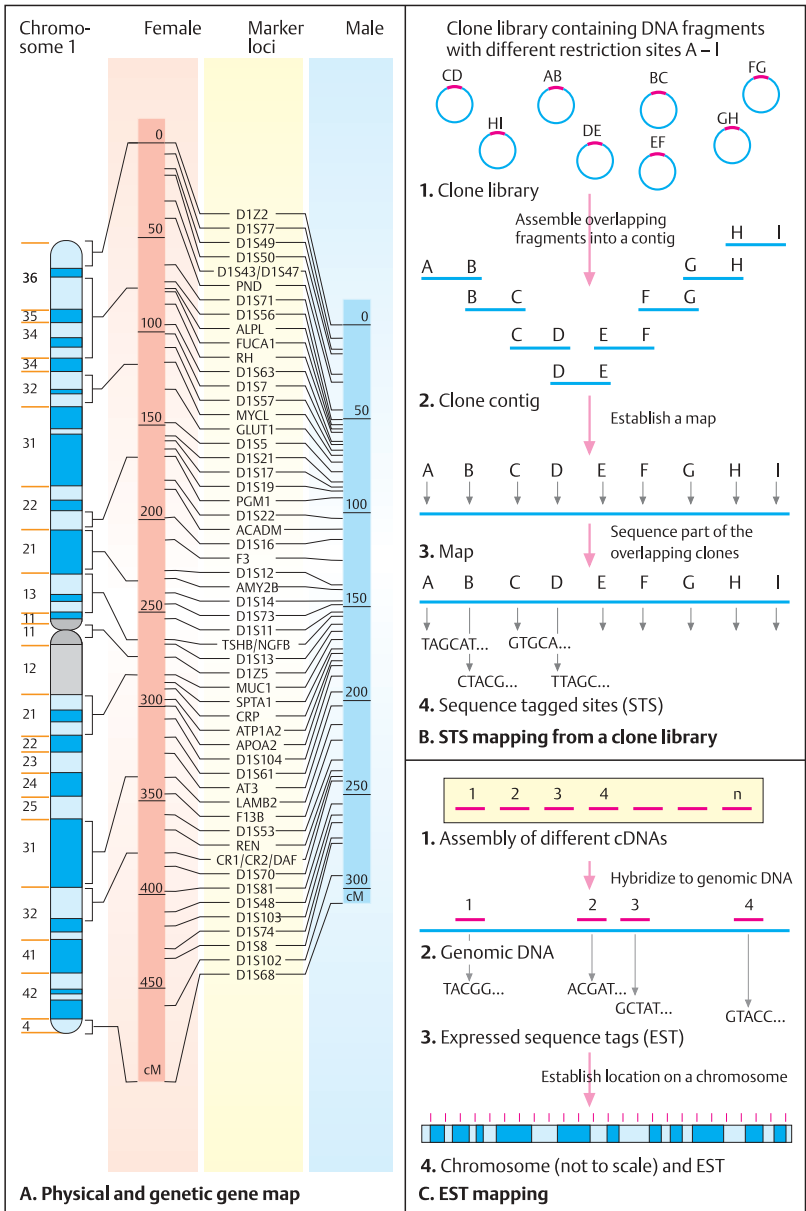 Chromo-
some 1
Female
Marker
loci
Male
0
50
100
150
200
250
300
350
400
450
cM
36
35
34
34
32
31
22
21
13
11
11
12
21
22
23
24
25
31
32
41
42
4
D1Z2
D1S77
D1S49
D1S50
D1S43/D1S47
PND
D1S71
D1S56
ALPL
FUCA1
RH
D1S63
D1S7
D1S57
MYCL
GLUT1
D1S5
D1S21
D1S17
D1S19
PGM1
D1S22
ACADM
D1S16
F3
D1S12
AMY2B
D1S14
D1S73
D1S11
TSHB/NGFB
D1S13
D1Z5
MUC1
SPTA1
CRP
ATP1A2
APOA2
D1S104
D1S61
AT3
LAMB2
F13B
D1S53
REN
CR1/CR2/DAF
D1S70
D1S81
D1S48
D1S103
D1S74
D1S8
D1S102
D1S68
0
50
100
150
200
250
300
cM
A. Physical and genetic gene map
Clone library containing DNA fragments
with different restriction sites A – I
CD
AB
BC
FG
HI
DE
EF
GH
1. Clone library
Assemble overlapping
fragments into a contig
H I
A B
G H
B C
F G
C D
E F
D E
2. Clone contig
Establish a map
A B C D E F G H I
3. Map
Sequence part of the
overlapping clones
A B C D E F G H I
TAGCAT...
GTGCA...
CTACG...
TTAGC...
4. Sequence tagged sites (STS)
B. STS mapping from a clone library
1 2 3 4 n
1. Assembly of different cDNAs
Hybridize to genomic DNA
1 2 3 4
2. Genomic DNA
TACGG...
ACGAT...
GCTAT...
GTACC...
3. Expressed sequence tags (EST)
Establish location on a chromosome
4. Chromosome (not to scale) and EST
C. EST mapping